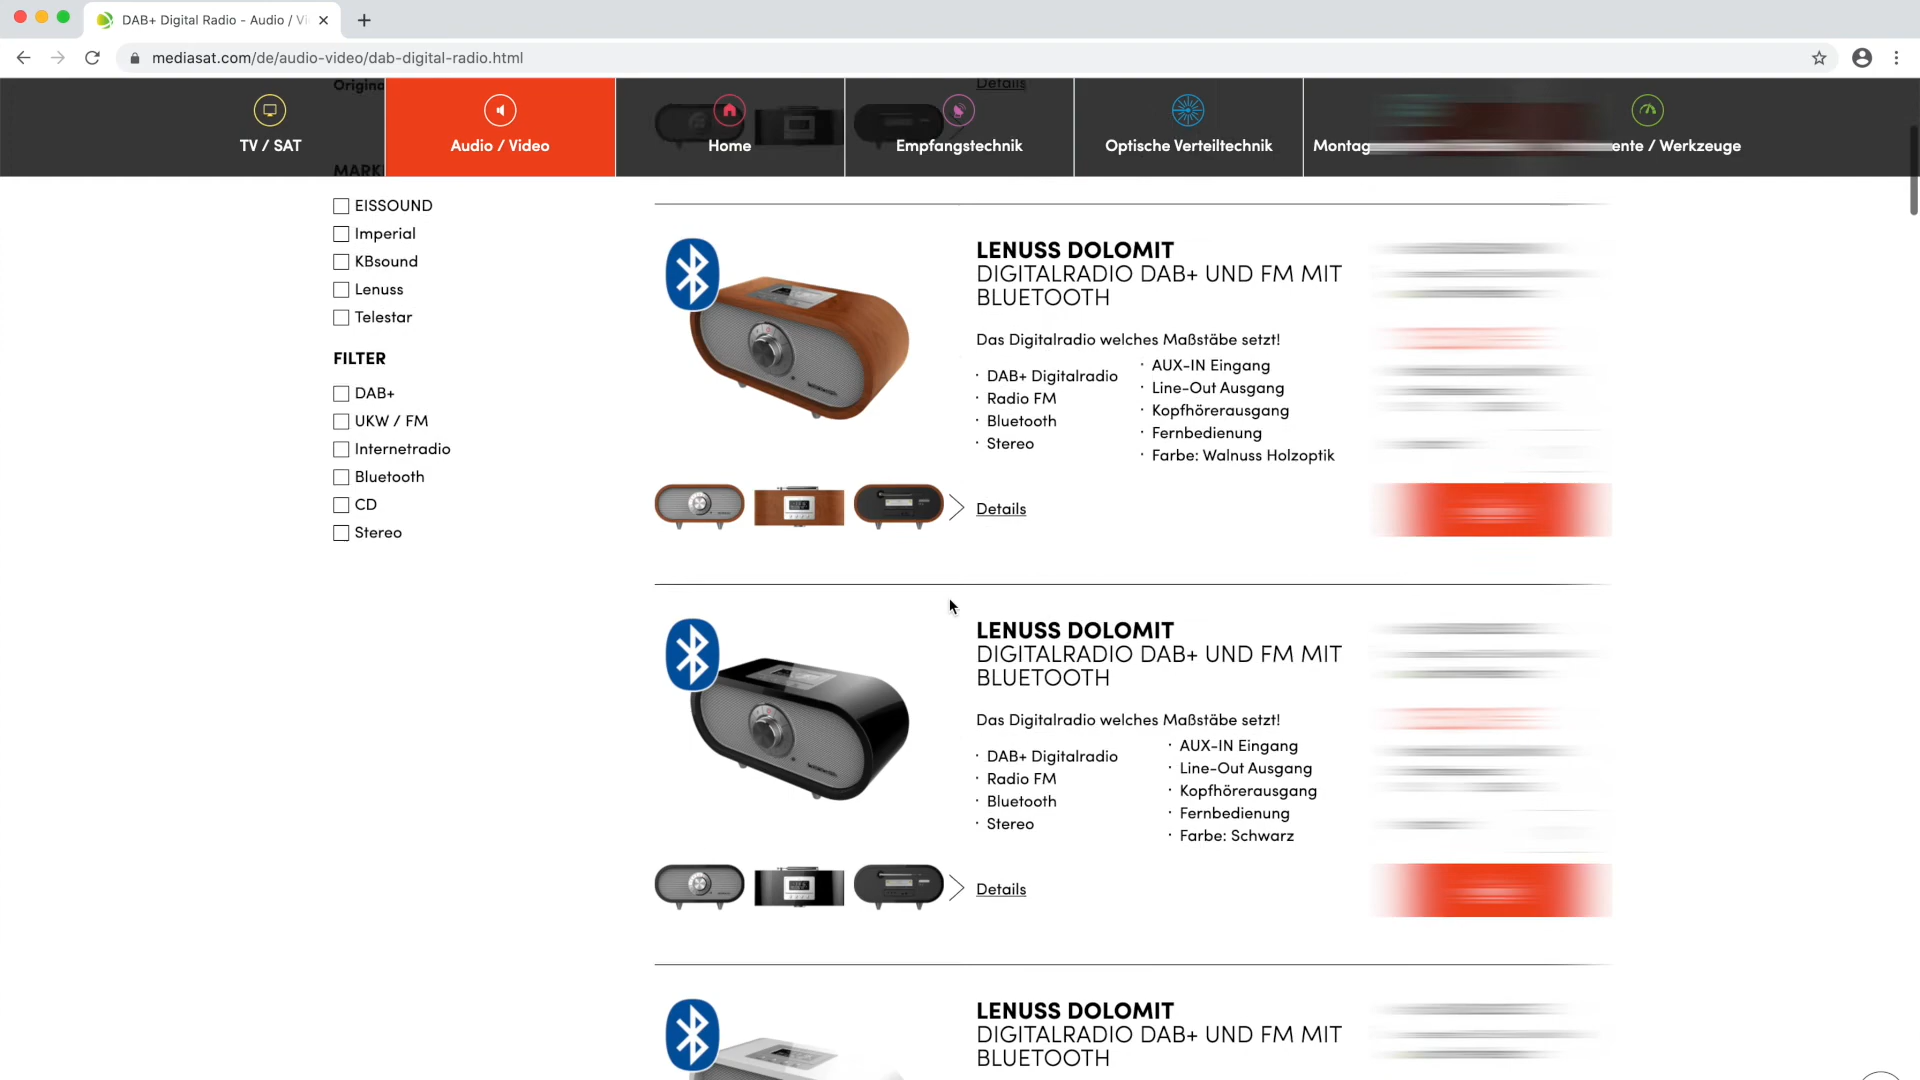 DAB+ Digital Radio - Audio / Vi
mediasat.com/de/audio-video/dab-digital-radio.html
Origina
Details
TV / SAT
Audio / Video
Home
Empfangstechnik
Optische Verteiltechnik
Montag
ente / Werkzeuge
MARK
EISSOUND
Imperial
KBsound
Lenuss
Telestar
FILTER
DAB+
UKW / FM
Internetradio
Bluetooth
CD
Stereo
LENUSS DOLOMIT
DIGITALRADIO DAB+ UND FM MIT
BLUETOOTH
Das Digitalradio welches Maßstäbe setzt!
· DAB+ Digitalradio
· Radio FM
· Bluetooth
· Stereo
· AUX-IN Eingang
· Line-Out Ausgang
· Kopfhörerausgang
· Fernbedienung
· Farbe: Walnuss Holzoptik
Details
LENUSS DOLOMIT
DIGITALRADIO DAB+ UND FM MIT
BLUETOOTH
Das Digitalradio welches Maßstäbe setzt!
· DAB+ Digitalradio
· Radio FM
· Bluetooth
· Stereo
· AUX-IN Eingang
· Line-Out Ausgang
· Kopfhörerausgang
· Fernbedienung
· Farbe: Schwarz
Details
LENUSS DOLOMIT
DIGITALRADIO DAB+ UND FM MIT
BLUETOOTH